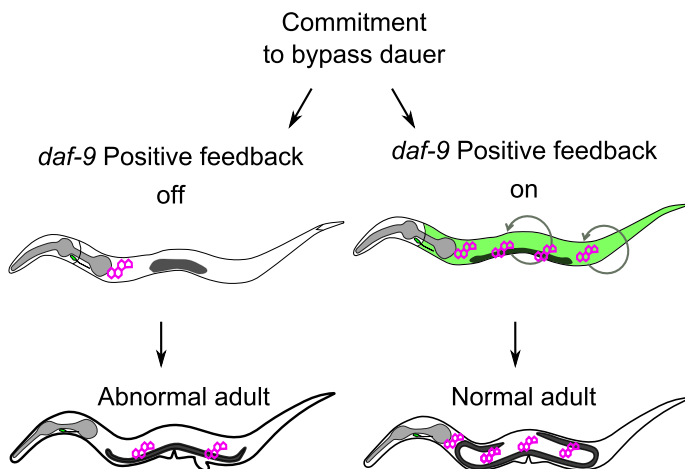 Commitment
to bypass dauer
daf-9 Positive feedback
off
daf-9 Positive feedback
on
Abnormal adult
Normal adult